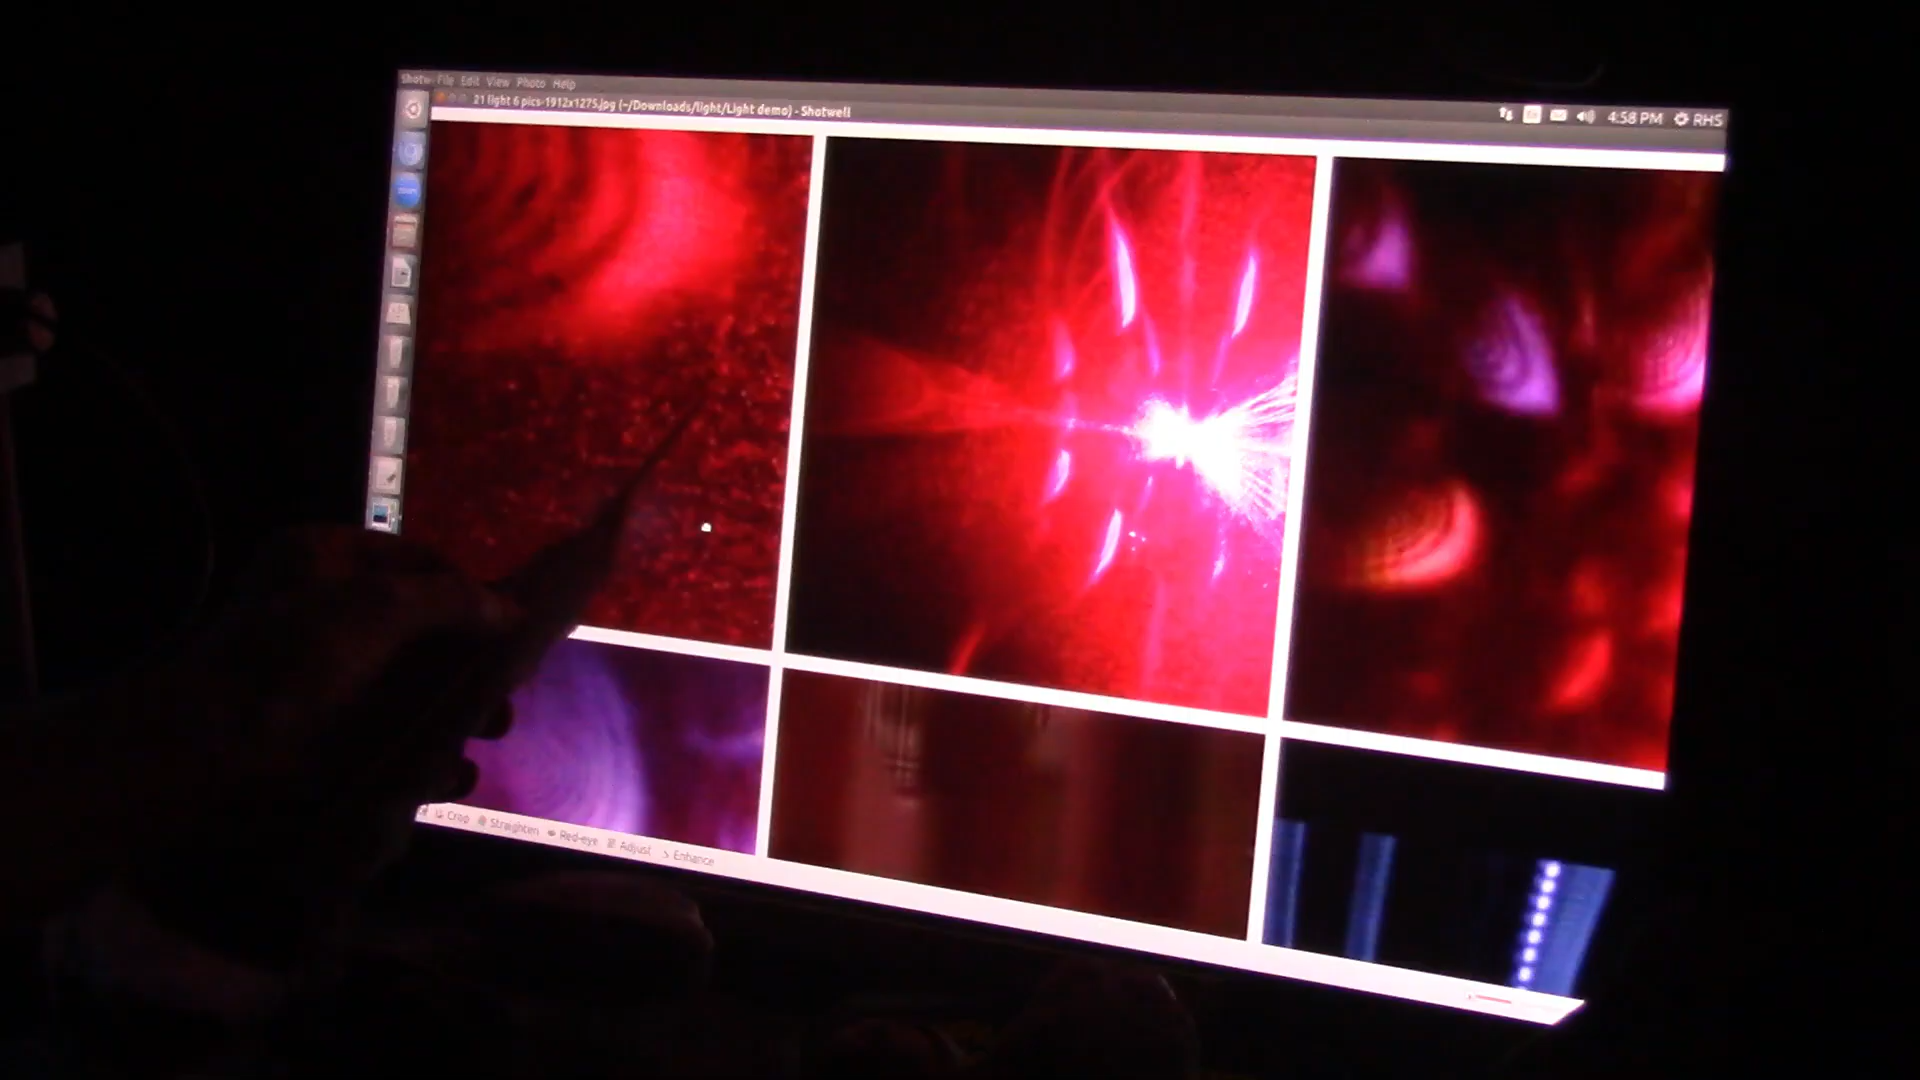 Shotw File Edit View Photo Help
21 light 6 pics-1912x1275.jpg (~/Downloads/light/Light demo) - Shotwell
4:58 PM RHS
Crop Straighten Red-eye Adjust Enhance